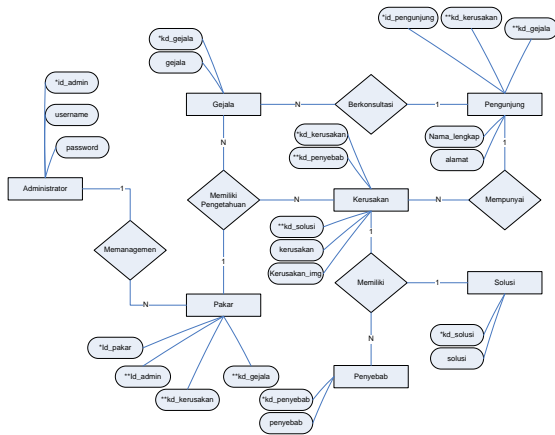 *id_pengunjung
**kd_kerusakan
**kd_gejala
*kd_gejala
gejala
*id_admin
username
password
Gejala
N
Berkonsultasi
1
Pengunjung
Nama_lengkap
alamat
*kd_kerusakan
**kd_penyebab
N
1
Administrator
1
Memiliki
Pengetahuan
N
Kerusakan
N
Mempunyai
**kd_solusi
kerusakan
Kerusakan_img
Memanagemen
1
1
Memiliki
1
Solusi
N
Pakar
*kd_solusi
solusi
N
*Id_pakar
**Id_admin
**kd_kerusakan
**kd_gejala
Penyebab
*kd_penyebab
penyebab